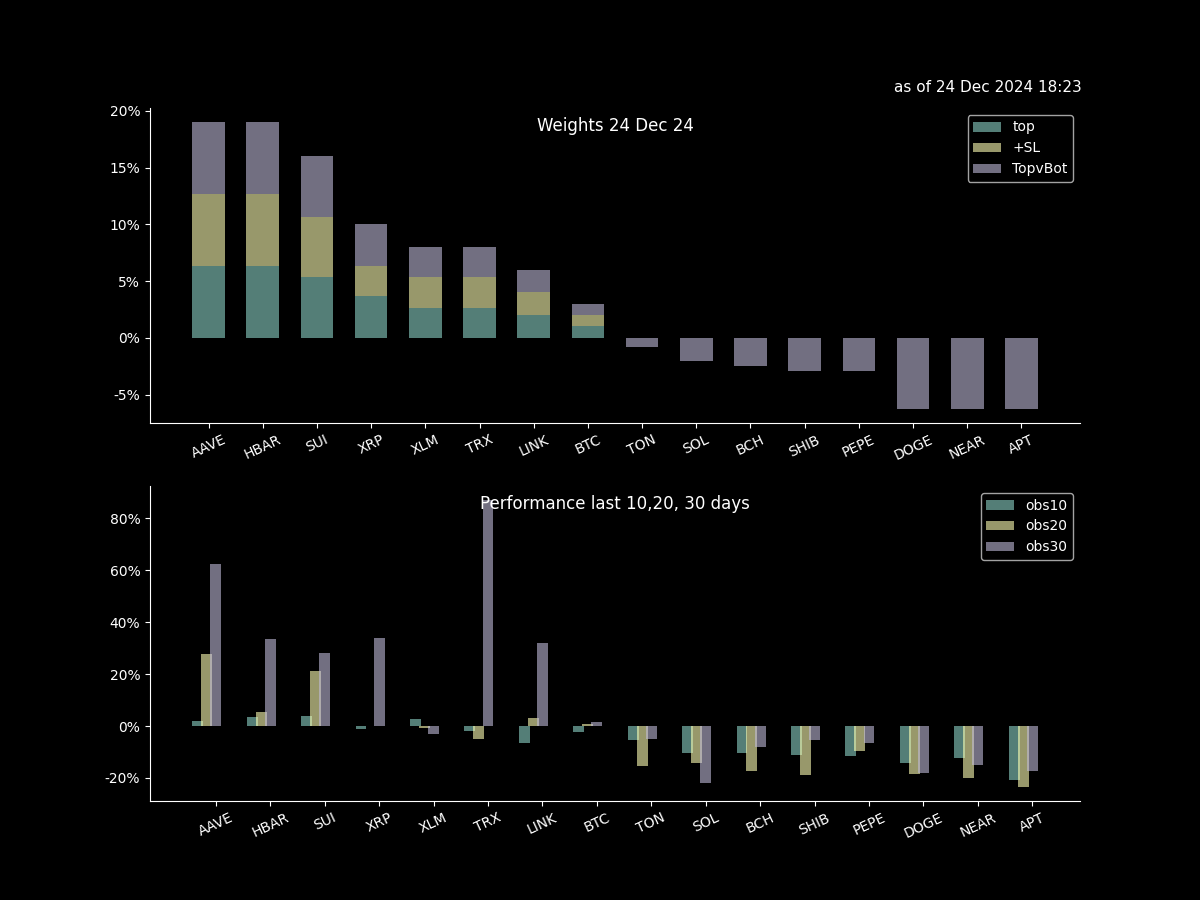 as of 24 Dec 2024 18:23
Weights 24 Dec 24
top
+SL
TopvBot
20%
15%
10%
5%
0%
-5%
AAVE HBAR SUI XRP XLM TRX LINK BTC TON SOL BCH SHIB PEPE DOGE NEAR APT
Performance last 10,20, 30 days
obs10
obs20
obs30
80%
60%
40%
20%
0%
-20%
AAVE HBAR SUI XRP XLM TRX LINK BTC TON SOL BCH SHIB PEPE DOGE NEAR APT